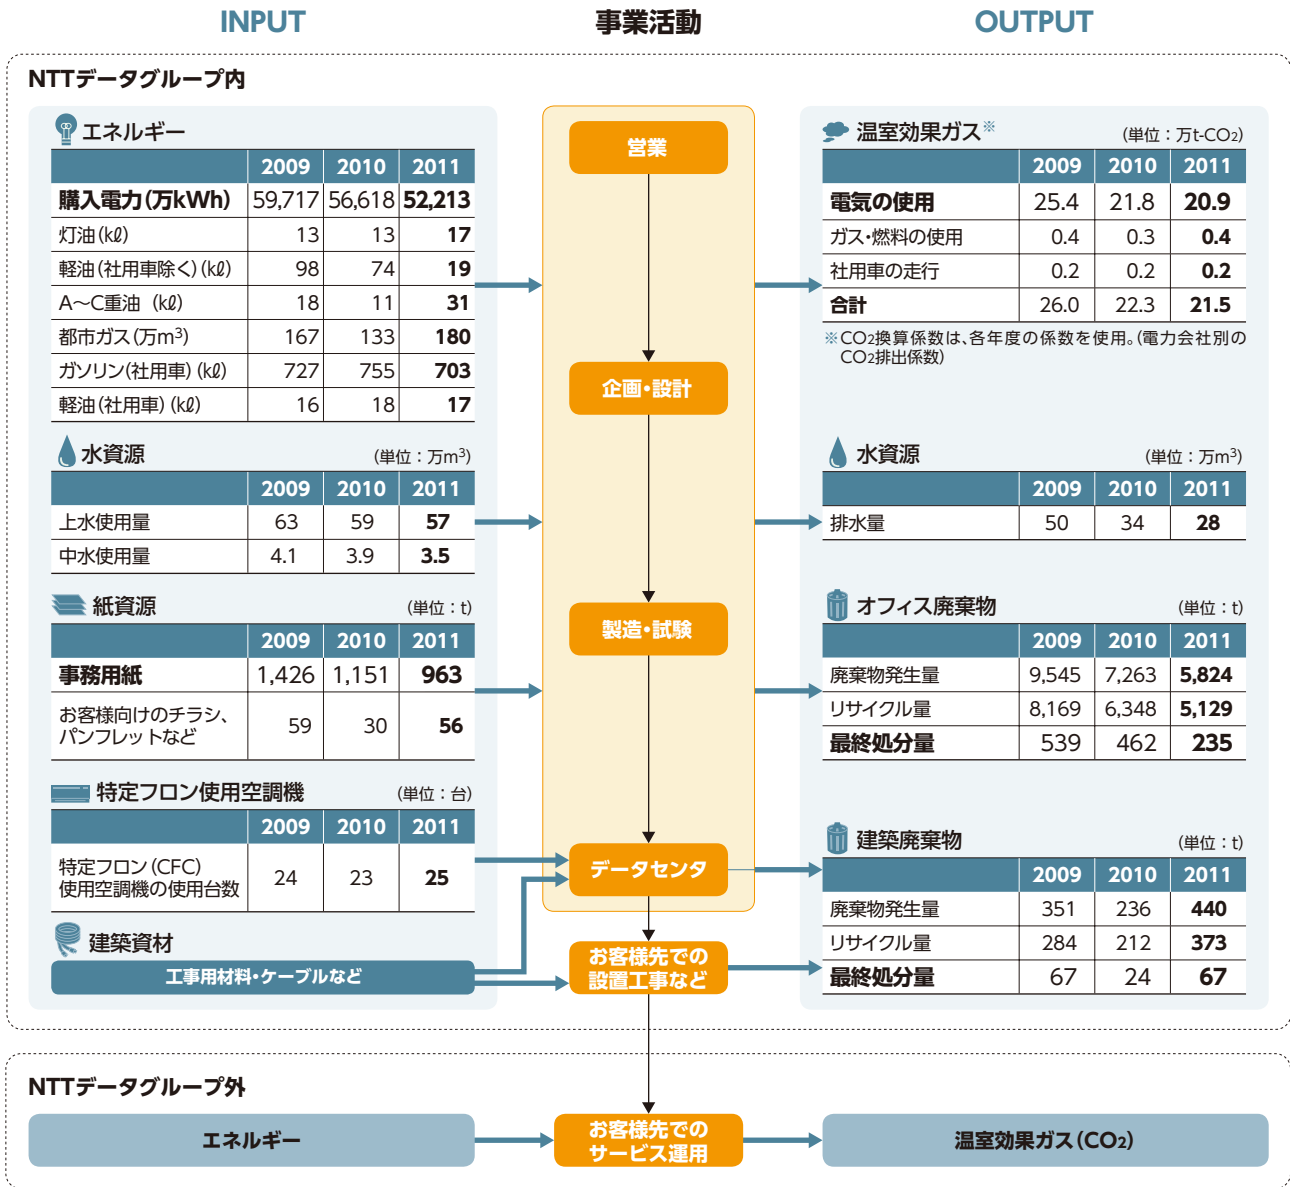 INPUT 事業活動 OUTPUT
NTTデータグループ内
エネルギー
2009 2010 2011
購入電力(万kWh) 59,717 56,618 52,213
灯油(kℓ) 13 13 17
軽油(社用車除く)(kℓ) 98 74 19
A～C重油 (kℓ) 18 11 31
都市ガス(万m³) 167 133 180
ガソリン(社用車)(kℓ) 727 755 703
軽油(社用車)(kℓ) 16 18 17
水資源 (単位：万m³)
2009 2010 2011
上水使用量 63 59 57
中水使用量 4.1 3.9 3.5
紙資源 (単位：t)
2009 2010 2011
事務用紙 1,426 1,151 963
お客様向けのチラシ、
パンフレットなど 59 30 56
特定フロン使用空調機 (単位：台)
2009 2010 2011
特定フロン(CFC)
使用空調機の使用台数 24 23 25
建築資材
工事用材料・ケーブルなど
営業
企画・設計
製造・試験
データセンタ
お客様先での
設置工事など
温室効果ガス※ (単位：万t-CO₂)
2009 2010 2011
電気の使用 25.4 21.8 20.9
ガス・燃料の使用 0.4 0.3 0.4
社用車の走行 0.2 0.2 0.2
合計 26.0 22.3 21.5
※CO₂換算係数は、各年度の係数を使用。(電力会社別の
CO₂排出係数)
水資源 (単位：万m³)
2009 2010 2011
排水量 50 34 28
オフィス廃棄物 (単位：t)
2009 2010 2011
廃棄物発生量 9,545 7,263 5,824
リサイクル量 8,169 6,348 5,129
最終処分量 539 462 235
建築廃棄物 (単位：t)
2009 2010 2011
廃棄物発生量 351 236 440
リサイクル量 284 212 373
最終処分量 67 24 67
NTTデータグループ外
エネルギー
お客様先での
サービス運用
温室効果ガス(CO₂)